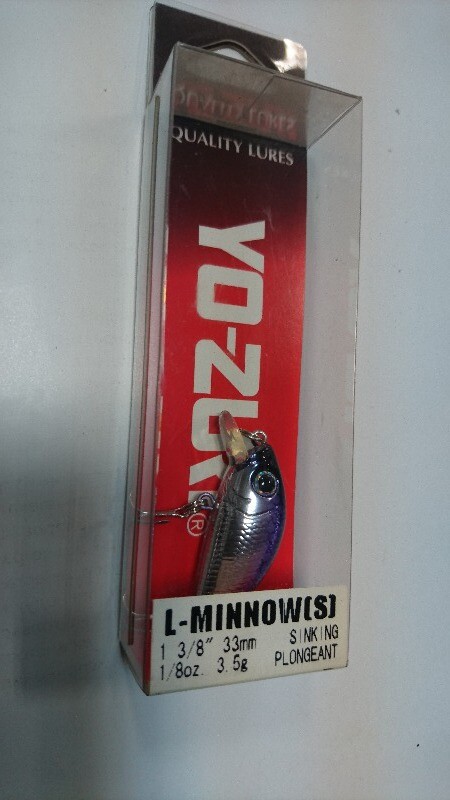 QUALITY LURES
YO-ZURI®
L-MINNOW(S)
1 3/8" 33mm SINKING
1/8oz. 3.5g PLONGEANT